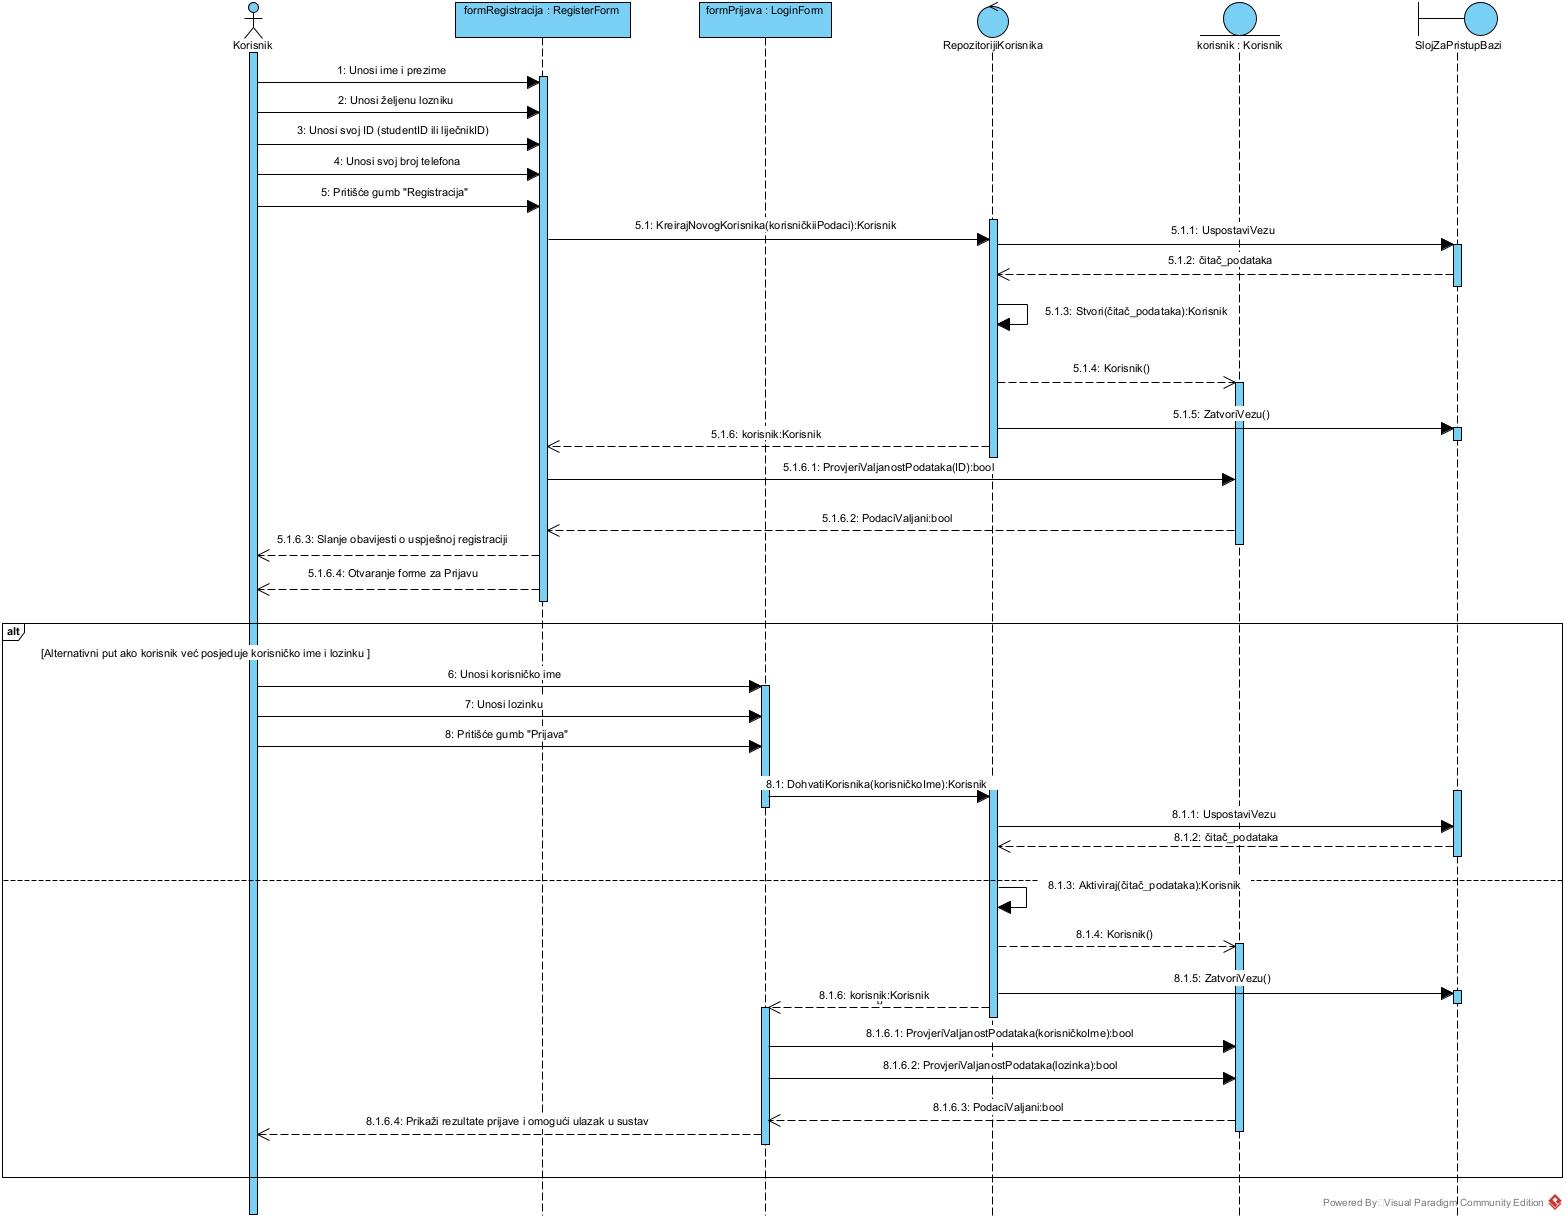 formRegistracija : RegisterForm
formPrijava : LoginForm
Korisnik
RepozitorijiKorisnika
korisnik : Korisnik
SlojZaPristupBazi
1: Unosi ime i prezime
2: Unosi željenu lozniku
3: Unosi svoj ID (studentID ili liječnikID)
4: Unosi svoj broj telefona
5: Pritišće gumb "Registracija"
5.1: KreirajNovogKorisnika(korisničkiiPodaci):Korisnik
5.1.1: UspostaviVezu
5.1.2: čitač_podataka
5.1.3: Stvori(čitač_podataka):Korisnik
5.1.4: Korisnik()
5.1.5: ZatvoriVezu()
5.1.6: korisnik:Korisnik
5.1.6.1: ProvjeriValjanostPodataka(ID):bool
5.1.6.2: PodaciValjani:bool
5.1.6.3: Slanje obavijesti o uspješnoj registraciji
5.1.6.4: Otvaranje forme za Prijavu
alt
[Alternativni put ako korisnik već posjeduje korisničko ime i lozinku ]
6: Unosi korisničko ime
7: Unosi lozinku
8: Pritišće gumb "Prijava"
8.1: DohvatiKorisnika(korisničkoIme):Korisnik
8.1.1: UspostaviVezu
8.1.2: čitač_podataka
8.1.3: Aktiviraj(čitač_podataka):Korisnik
8.1.4: Korisnik()
8.1.5: ZatvoriVezu()
8.1.6: korisnik:Korisnik
8.1.6.1: ProvjeriValjanostPodataka(korisničkoIme):bool
8.1.6.2: ProvjeriValjanostPodataka(lozinka):bool
8.1.6.3: PodaciValjani:bool
8.1.6.4: Prikaži rezultate prijave i omogući ulazak u sustav
Powered By Visual Paradigm Community Edition